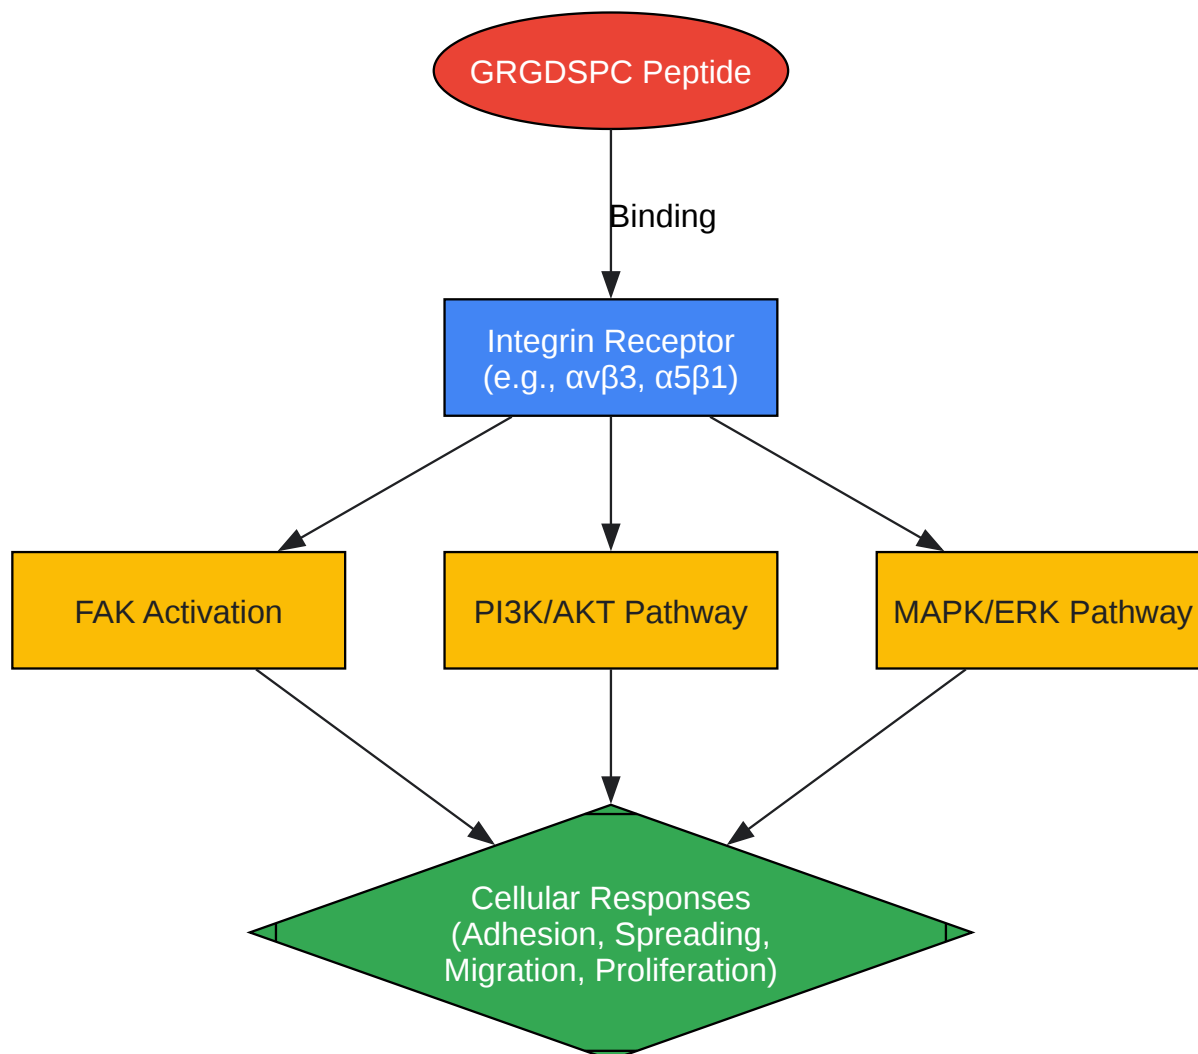 GRGDSPC Peptide
Binding
Integrin Receptor
(e.g., αvβ3, α5β1)
FAK Activation
PI3K/AKT Pathway
MAPK/ERK Pathway
Cellular Responses
(Adhesion, Spreading,
Migration, Proliferation)